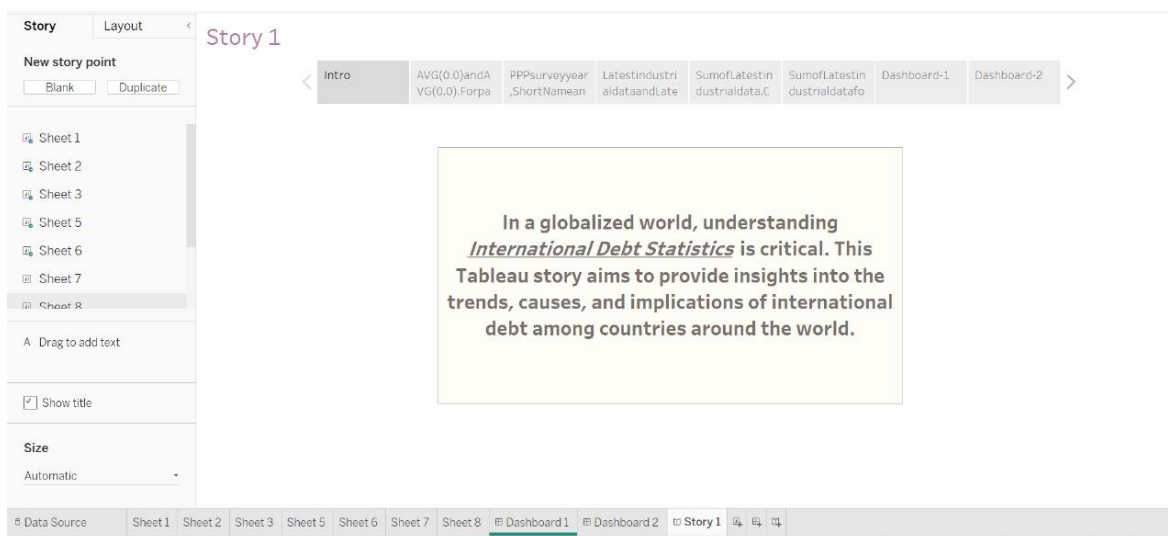 Story Layout <
Story 1
New story point
Blank Duplicate
Intro
AVG(0.0)andA
VG(0.0).Forpa
PPPsurveyyear
,ShortNamean
Latestindustri
aldataandLate
SumofLatestin
dustrialdata.C
SumofLatestin
dustrialdatafo
Dashboard-1
Dashboard-2
Sheet 1
Sheet 2
Sheet 3
Sheet 5
Sheet 6
Sheet 7
Sheet 8
In a globalized world, understanding
International Debt Statistics is critical. This
Tableau story aims to provide insights into the
trends, causes, and implications of international
debt among countries around the world.
A Drag to add text
Show title
Size
Automatic
Data Source Sheet 1 Sheet 2 Sheet 3 Sheet 5 Sheet 6 Sheet 7 Sheet 8 Dashboard 1 Dashboard 2 Story 1